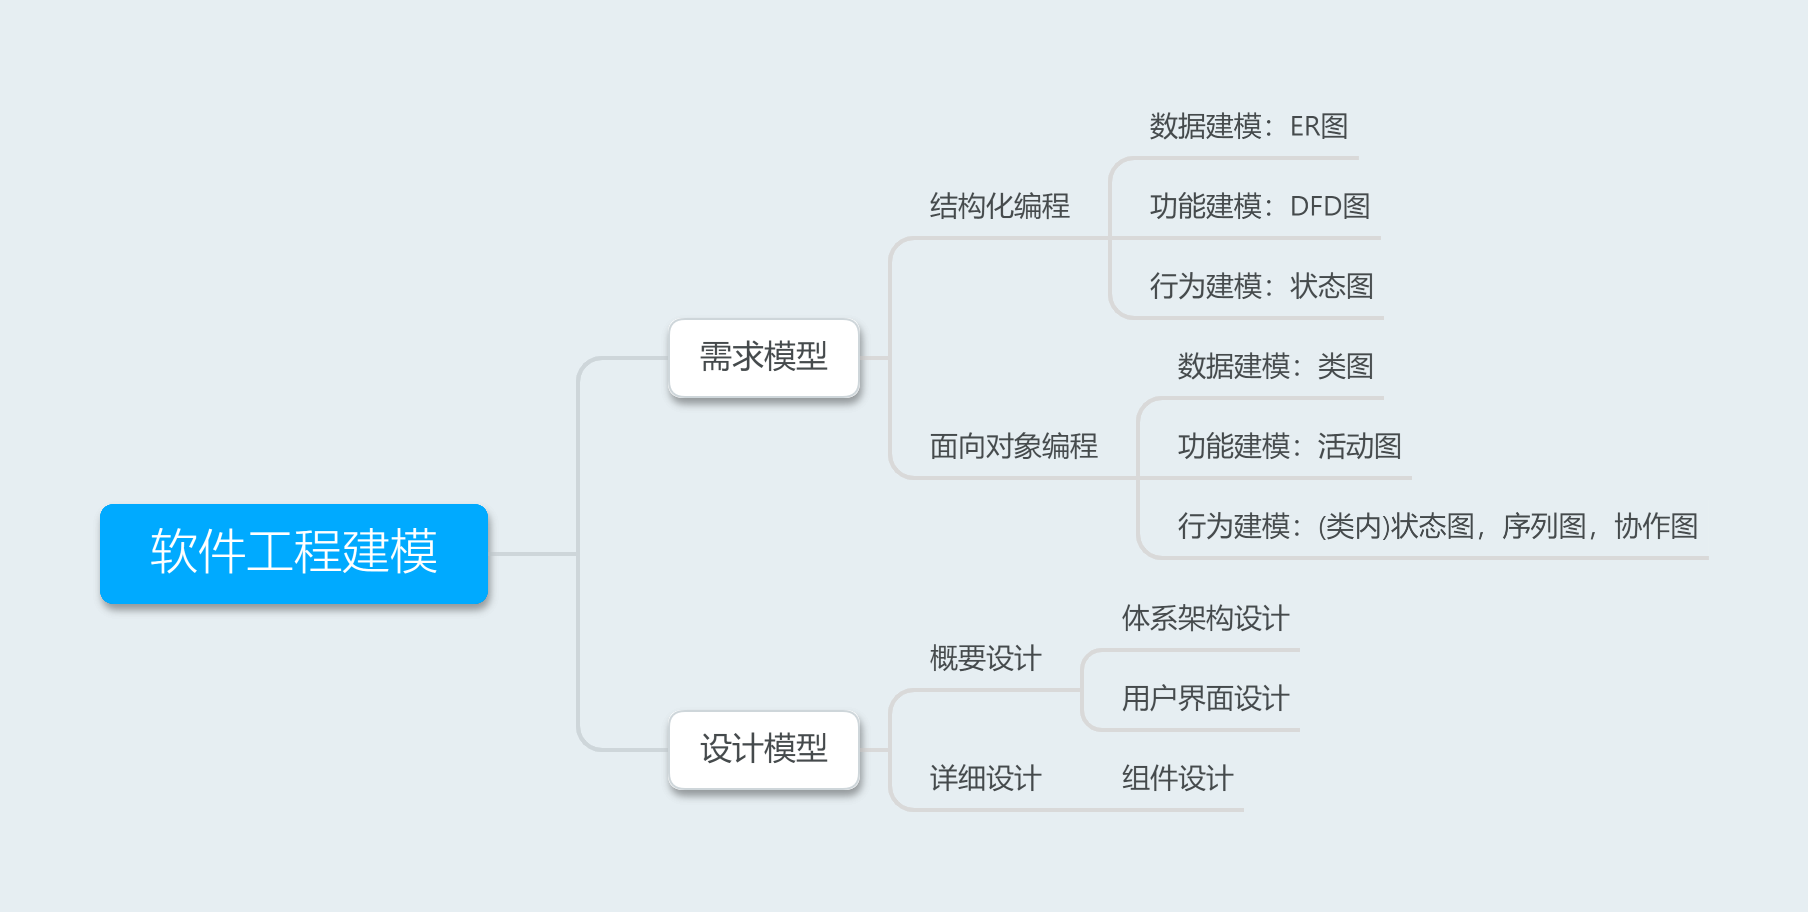 软件工程建模
需求模型
结构化编程
数据建模：ER图
功能建模：DFD图
行为建模：状态图
面向对象编程
数据建模：类图
功能建模：活动图
行为建模：(类内)状态图，序列图，协作图
设计模型
概要设计
体系架构设计
用户界面设计
详细设计
组件设计